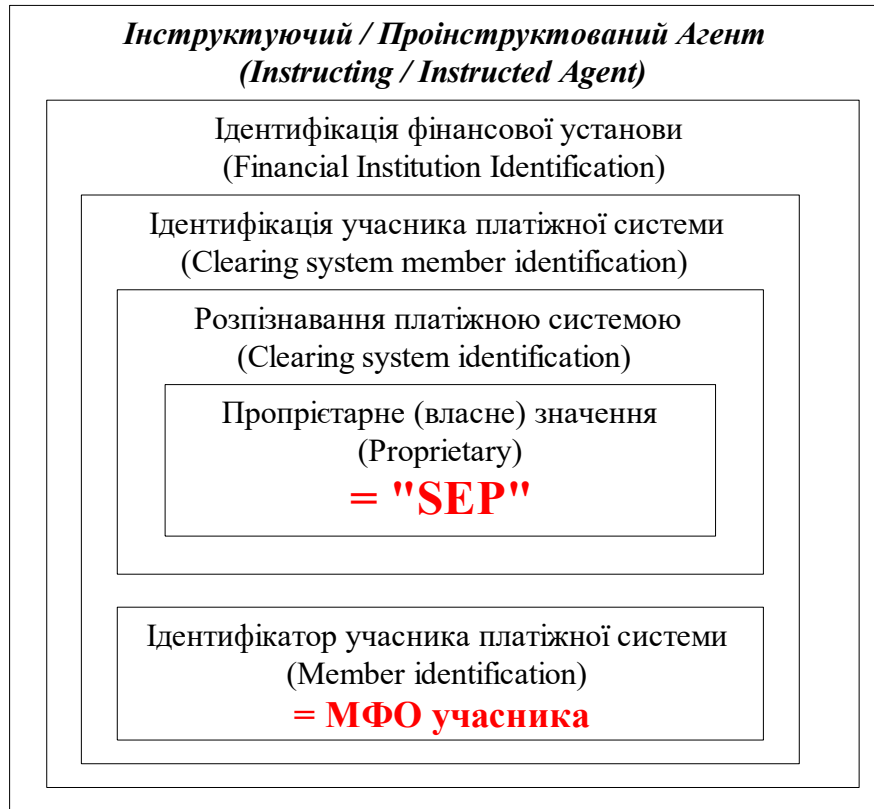 Інструктуючий / Проінструктований Агент
(Instructing / Instructed Agent)
Ідентифікація фінансової установи
(Financial Institution Identification)
Ідентифікація учасника платіжної системи
(Clearing system member identification)
Розпізнавання платіжною системою
(Clearing system identification)
Пропрієтарне (власне) значення
(Proprietary)
= "SEP"
Ідентифікатор учасника платіжної системи
(Member identification)
= МФО учасника